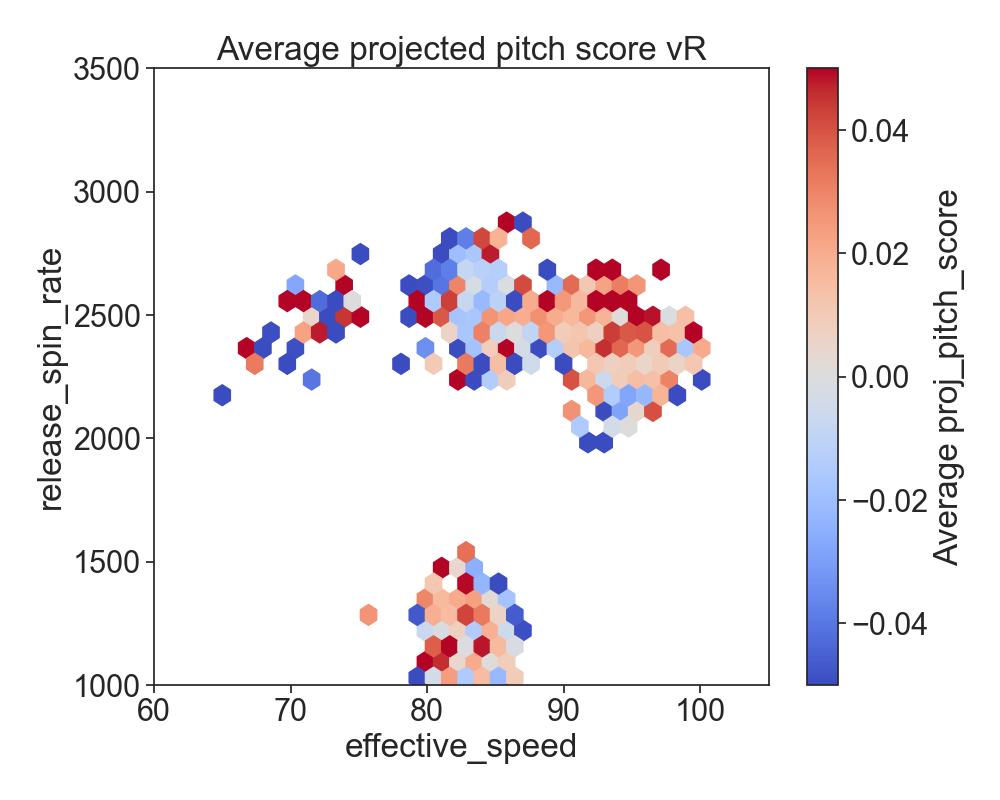 Average projected pitch score vR
3500
3000
2500
2000
1500
1000
release_spin_rate
60 70 80 90 100
effective_speed
0.04
0.02
0.00
−0.02
−0.04
Average proj_pitch_score